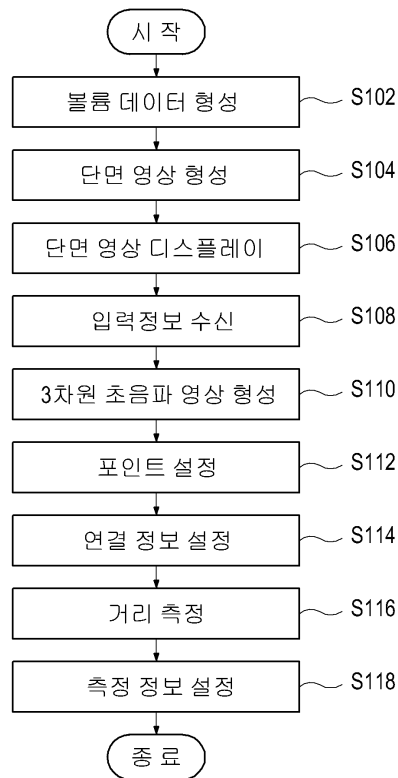 시 작
볼륨 데이터 형성 S102
단면 영상 형성 S104
단면 영상 디스플레이 S106
입력정보 수신 S108
3차원 초음파 영상 형성 S110
포인트 설정 S112
연결 정보 설정 S114
거리 측정 S116
측정 정보 설정 S118
종 료